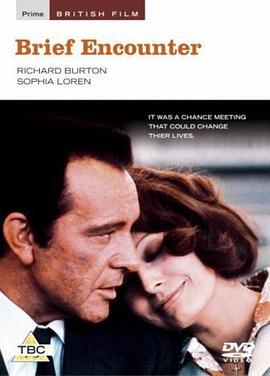 Prime BRITISH FILM
Brief Encounter
RICHARD BURTON
SOPHIA LOREN
IT WAS A CHANCE MEETING
THAT COULD CHANGE
THIER LIVES.
TBC
DVD
VIDEO